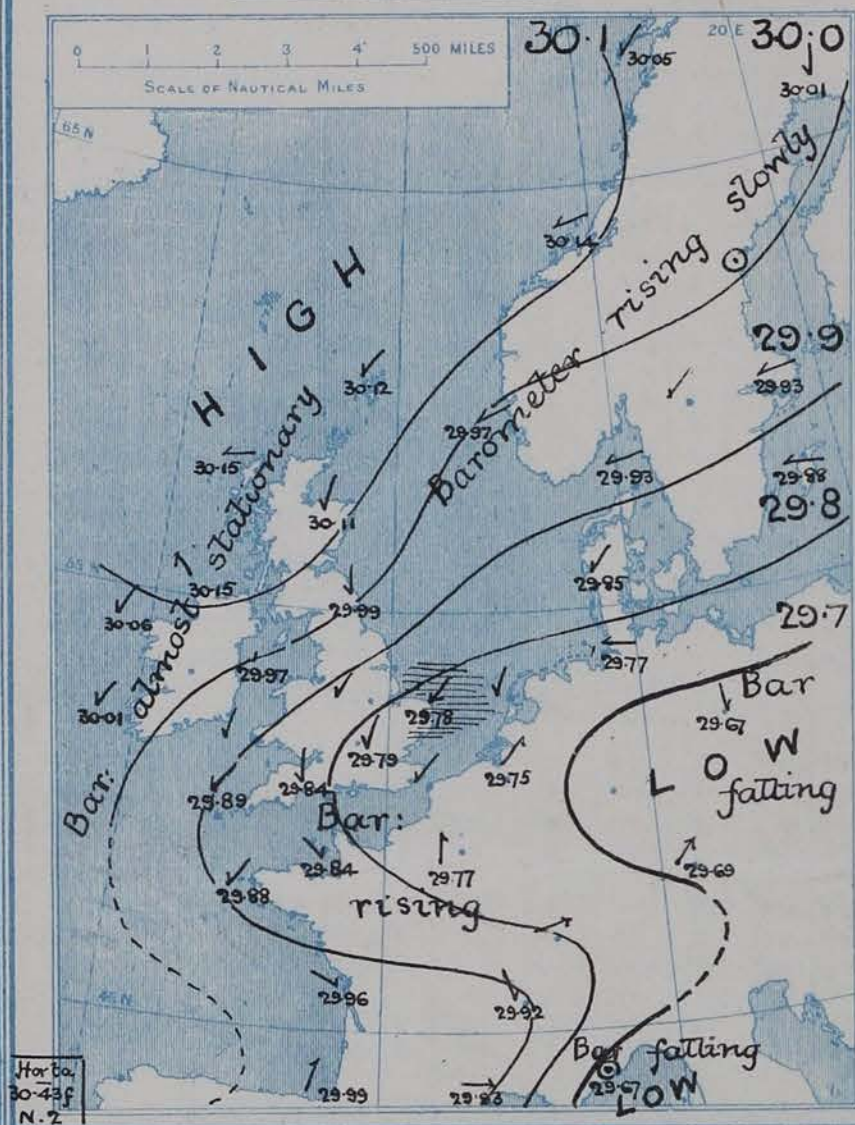 30.1
20 E
30.0
0 1 2 3 4 500 MILES
SCALE OF NAUTICAL MILES
30.05
30.01
65 N
30.14
HIGH
almost stationary
Barometer rising slowly
29.9
29.93
30.12
29.97
30.15
29.93
29.88
29.8
30.11
55
30.15
29.85
30.06
29.99
29.7
29.97
29.77
Bar
30.01
29.78
29.67
LOW
falling
29.79
29.75
Bar:
29.89
29.84
Bar:
29.84
29.77
29.69
29.88
rising
29.96
45 N
29.92
Bar falling
Horta
30.43f
N.2
29.99
29.83
29.67
LOW